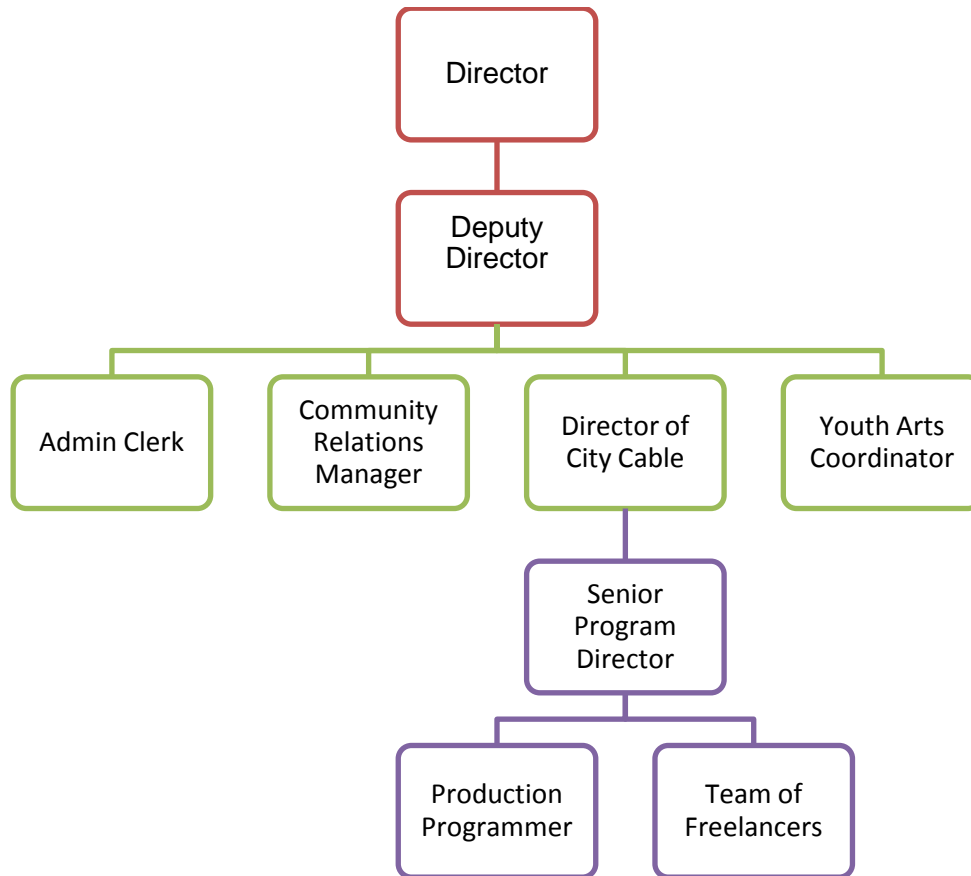 Director
Deputy
Director
Admin Clerk
Community
Relations
Manager
Director of
City Cable
Youth Arts
Coordinator
Senior
Program
Director
Production
Programmer
Team of
Freelancers